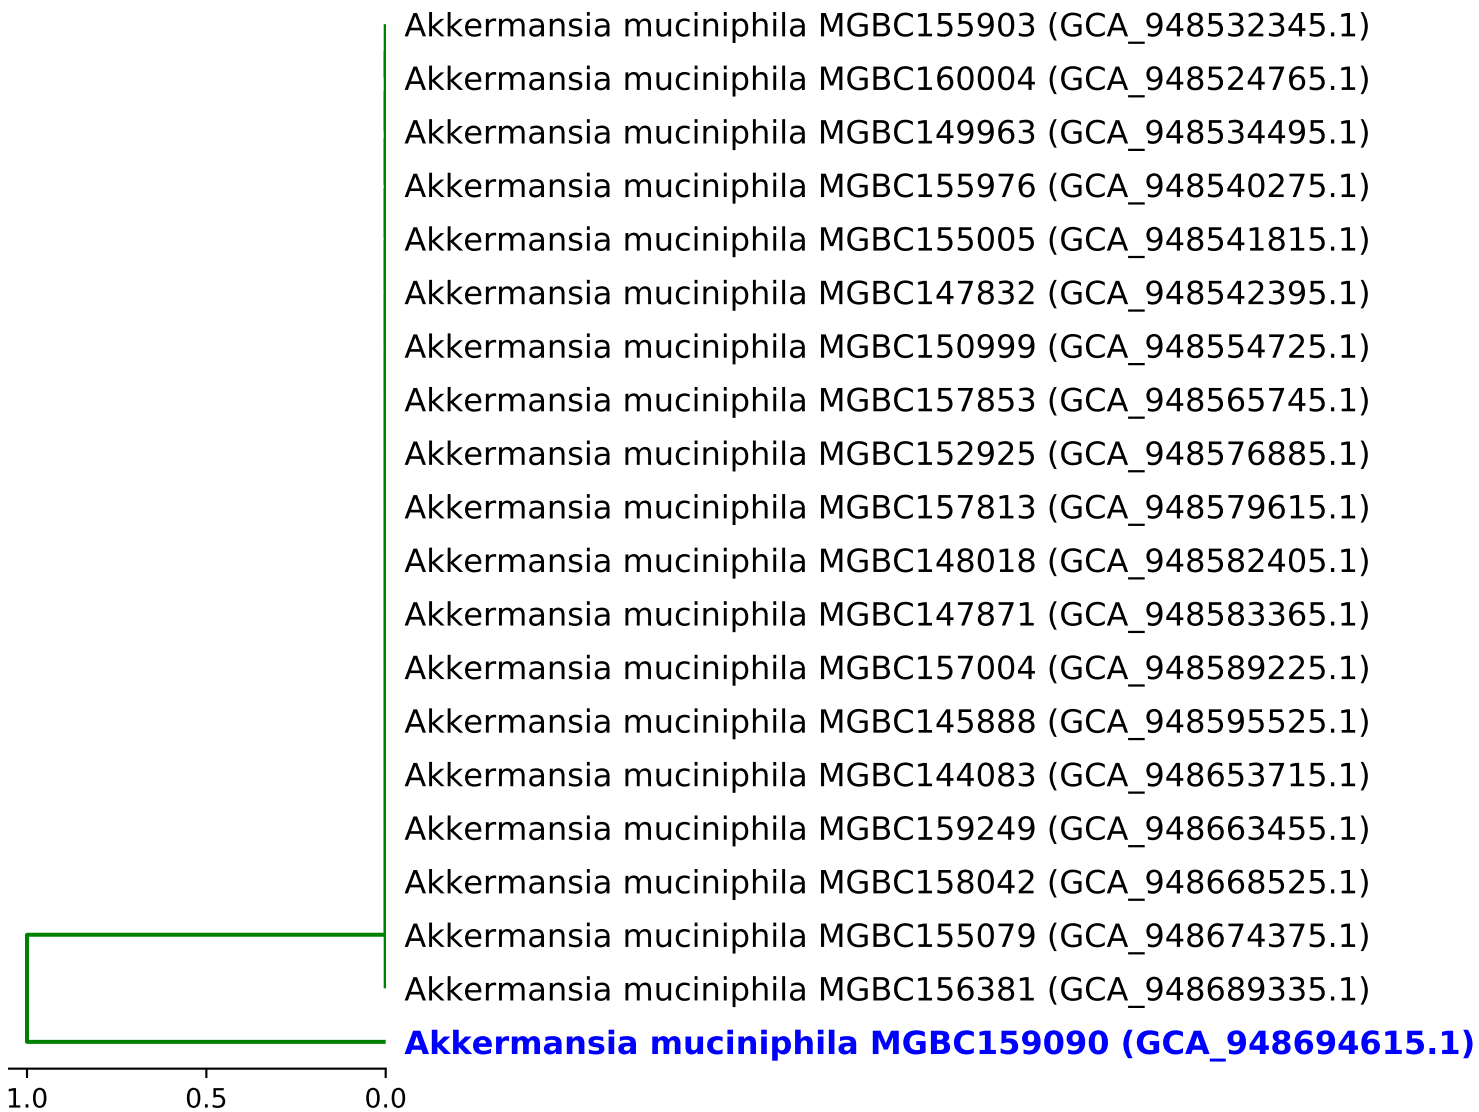 Akkermansia muciniphila MGBC155903 (GCA_948532345.1)
Akkermansia muciniphila MGBC160004 (GCA_948524765.1)
Akkermansia muciniphila MGBC149963 (GCA_948534495.1)
Akkermansia muciniphila MGBC155976 (GCA_948540275.1)
Akkermansia muciniphila MGBC155005 (GCA_948541815.1)
Akkermansia muciniphila MGBC147832 (GCA_948542395.1)
Akkermansia muciniphila MGBC150999 (GCA_948554725.1)
Akkermansia muciniphila MGBC157853 (GCA_948565745.1)
Akkermansia muciniphila MGBC152925 (GCA_948576885.1)
Akkermansia muciniphila MGBC157813 (GCA_948579615.1)
Akkermansia muciniphila MGBC148018 (GCA_948582405.1)
Akkermansia muciniphila MGBC147871 (GCA_948583365.1)
Akkermansia muciniphila MGBC157004 (GCA_948589225.1)
Akkermansia muciniphila MGBC145888 (GCA_948595525.1)
Akkermansia muciniphila MGBC144083 (GCA_948653715.1)
Akkermansia muciniphila MGBC159249 (GCA_948663455.1)
Akkermansia muciniphila MGBC158042 (GCA_948668525.1)
Akkermansia muciniphila MGBC155079 (GCA_948674375.1)
Akkermansia muciniphila MGBC156381 (GCA_948689335.1)
Akkermansia muciniphila MGBC159090 (GCA_948694615.1)
1.0 0.5 0.0